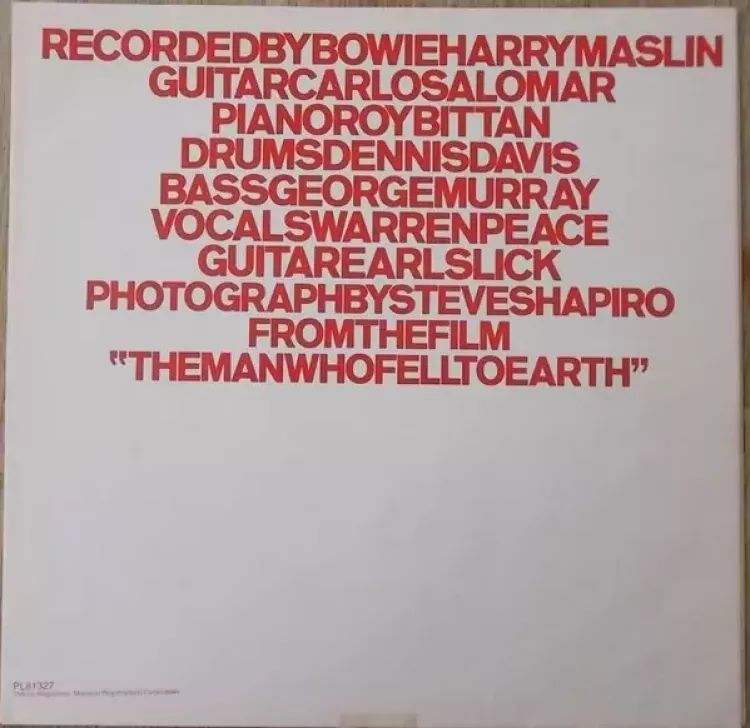 RECORDEDBYBOWIEHARRYMASLIN
GUITARCARLOSALOMAR
PIANOROYBITTAN
DRUMSDENNISDAVIS
BASSGEORGEMURRAY
VOCALSWARRENPEACE
GUITAREARLSLICK
PHOTOGRAPHBYSTEVESHAPIRO
FROMTHEFILM
“THEMANWHOFELLTOEARTH”
PL81327